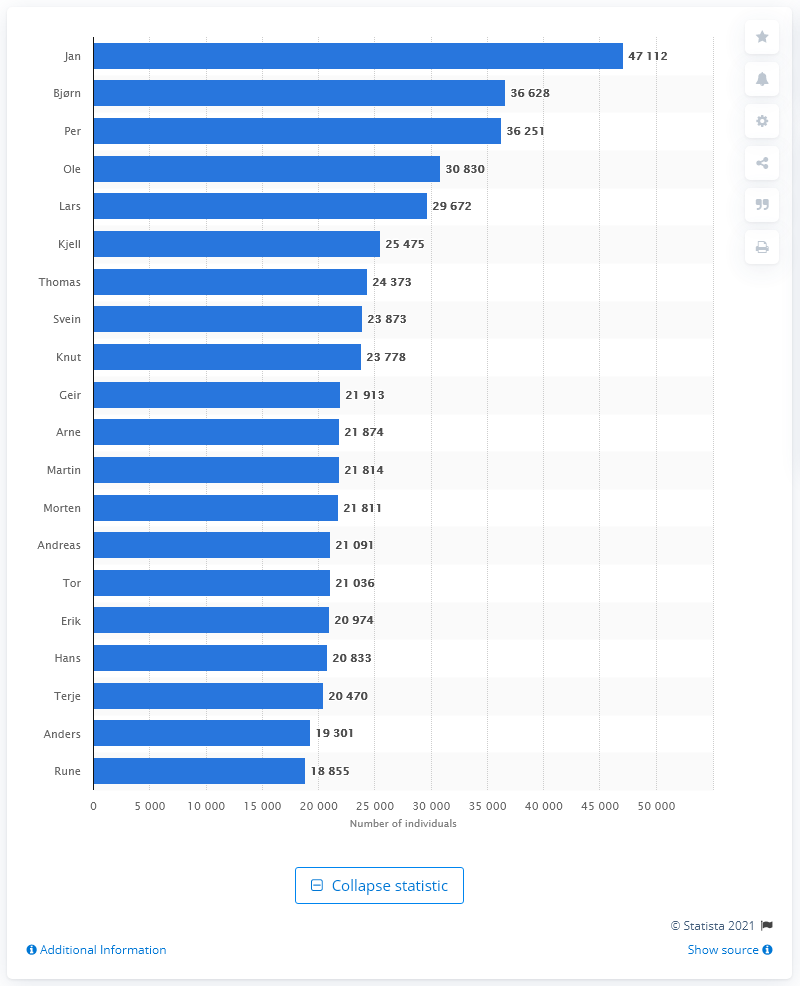 Jan 47 112
Bjørn 36 628
Per 36 251
Ole 30 830
Lars 29 672
Kjell 25 475
Thomas 24 373
Svein 23 873
Knut 23 778
Geir 21 913
Arne 21 874
Martin 21 814
Morten 21 811
Andreas 21 091
Tor 21 036
Erik 20 974
Hans 20 833
Terje 20 470
Anders 19 301
Rune 18 855
0 5 000 10 000 15 000 20 000 25 000 30 000 35 000 40 000 45 000 50 000
Number of individuals
Collapse statistic
© Statista 2021
Additional Information Show source